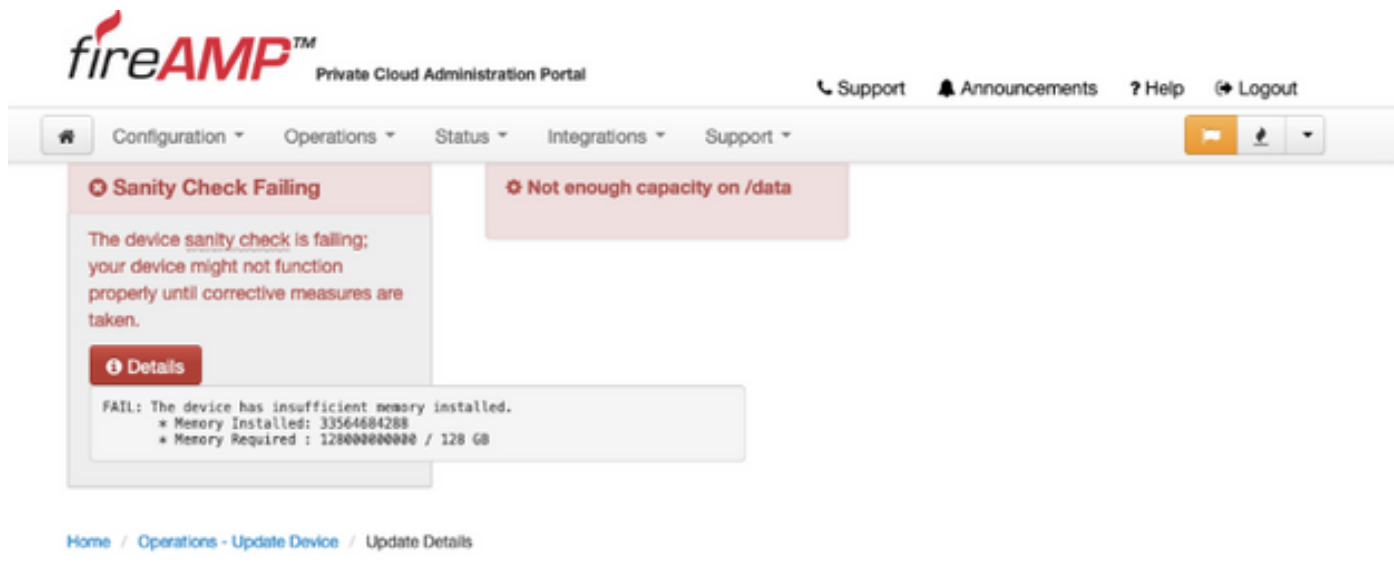 fireAMP™ Private Cloud Administration Portal
Support Announcements ? Help Logout
Configuration Operations Status Integrations Support
Sanity Check Failing
The device sanity check is failing;
your device might not function
properly until corrective measures are
taken.
Details
FAIL: The device has insufficient memory installed.
* Memory Installed: 33564684288
* Memory Required : 128000000000 / 128 GB
Not enough capacity on /data
Home / Operations - Update Device / Update Details